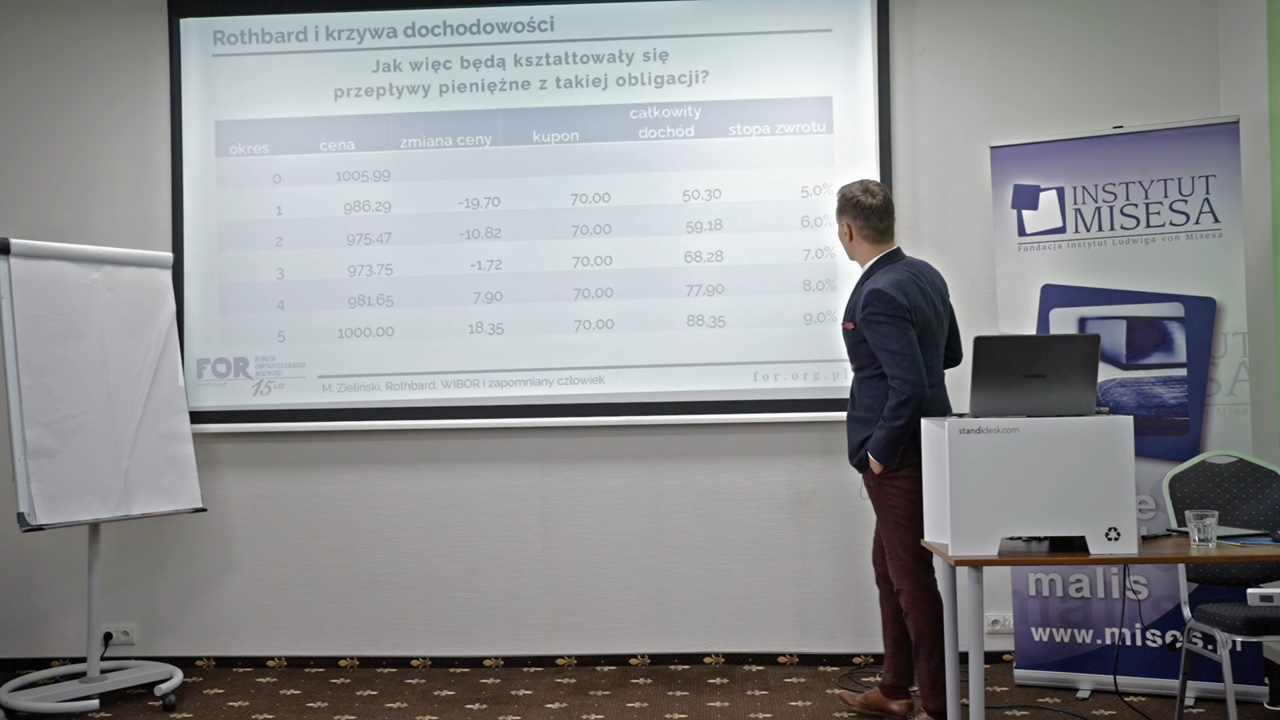 Rothbard i krzywa dochodowości
Jak więc będą kształtowały się
przepływy pieniężne z takiej obligacji?
okres cena zmiana ceny kupon całkowity dochód stopa zwrotu
0 1005.99
1 986.29 -19.70 70,00 50.30 5.0%
2 975.47 -10,82 70,00 59,18 6.0%
3 973.75 -1,72 70,00 68,28 7.0%
4 981.65 7,90 70,00 77,90 8,0%
5 1000.00 18,35 70,00 88,35 9,0%
FOR
FORUM
OBYWATELSKIEGO
ROZWOJU
15 LAT
M. Zieliński, Rothbard, WIBOR i zapomniany człowiek
for.org.pl
INSTYTUT
MISESA
Fundacja Instytut Ludwiga von Misesa
standidesk.com
malis
www.mises.pl